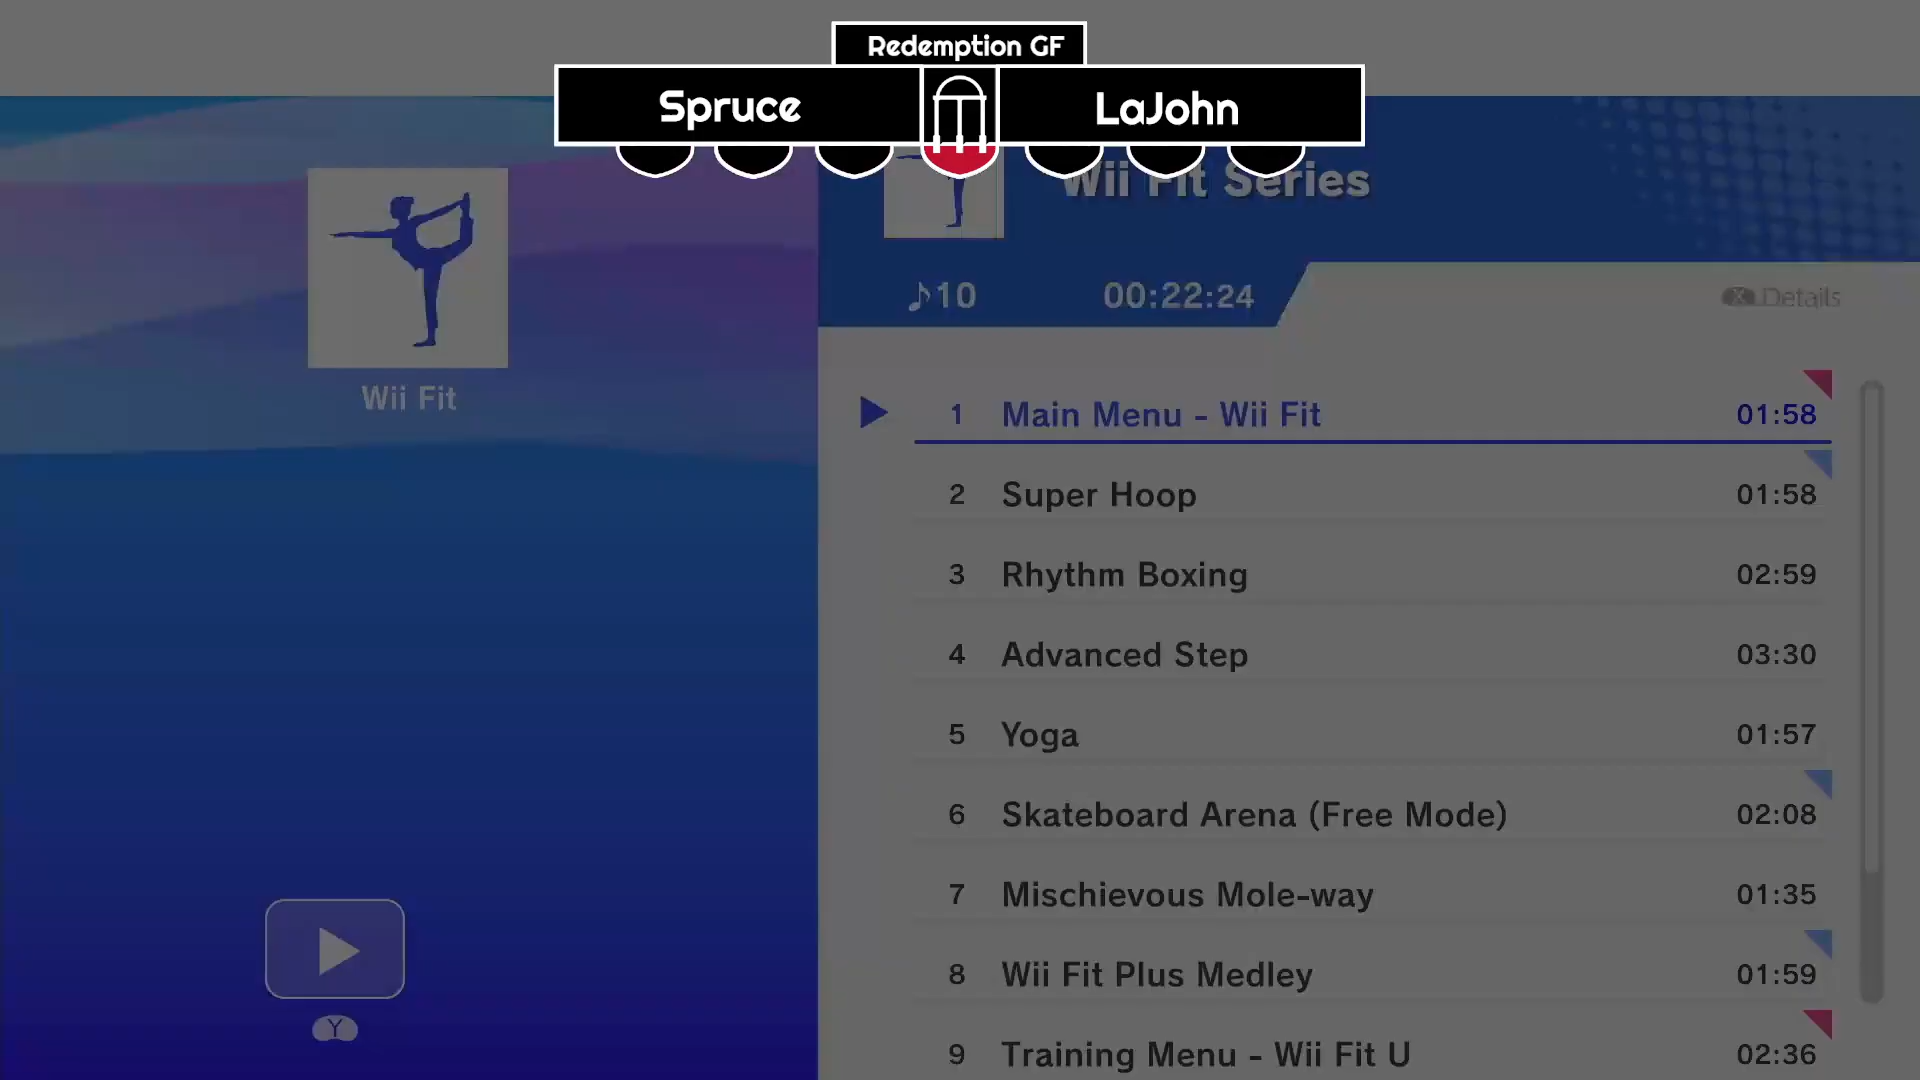 Redemption GF
Spruce
LaJohn
Wii Fit Series
♪10
00:22:24
X Details
Wii Fit
1 Main Menu - Wii Fit 01:58
2 Super Hoop 01:58
3 Rhythm Boxing 02:59
4 Advanced Step 03:30
5 Yoga 01:57
6 Skateboard Arena (Free Mode) 02:08
7 Mischievous Mole-way 01:35
8 Wii Fit Plus Medley 01:59
9 Training Menu - Wii Fit U 02:36
Y